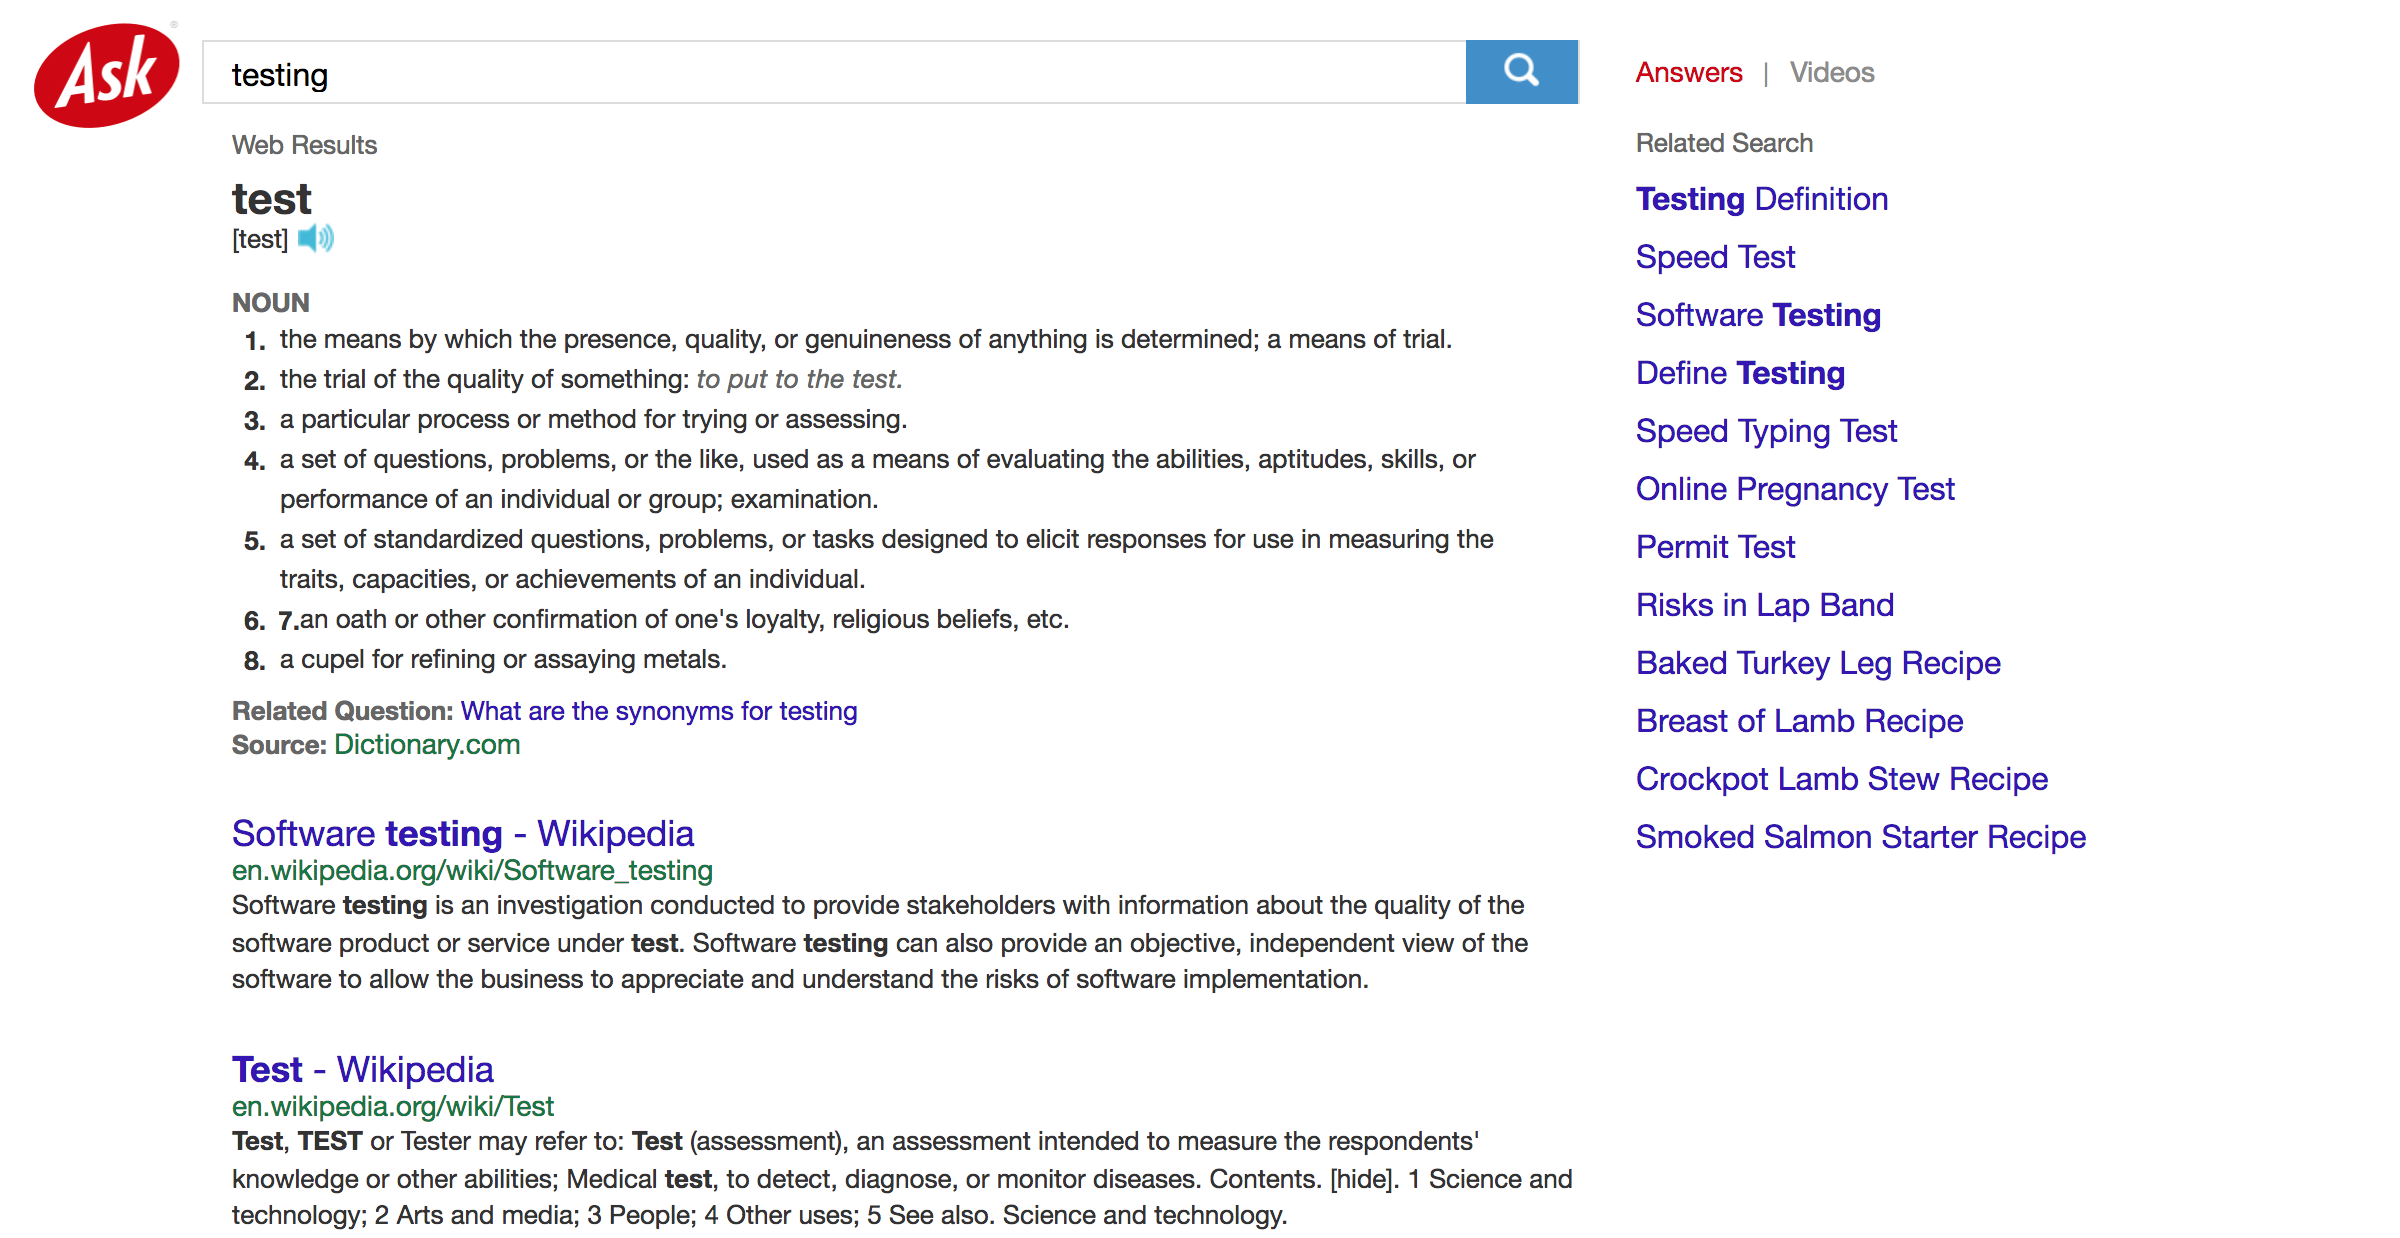 Ask
testing
Answers | Videos
Web Results
test
[test]
NOUN
1. the means by which the presence, quality, or genuineness of anything is determined; a means of trial.
2. the trial of the quality of something: to put to the test.
3. a particular process or method for trying or assessing.
4. a set of questions, problems, or the like, used as a means of evaluating the abilities, aptitudes, skills, or
performance of an individual or group; examination.
5. a set of standardized questions, problems, or tasks designed to elicit responses for use in measuring the
traits, capacities, or achievements of an individual.
6. 7.an oath or other confirmation of one's loyalty, religious beliefs, etc.
8. a cupel for refining or assaying metals.
Related Question: What are the synonyms for testing
Source: Dictionary.com
Software testing - Wikipedia
en.wikipedia.org/wiki/Software_testing
Software testing is an investigation conducted to provide stakeholders with information about the quality of the
software product or service under test. Software testing can also provide an objective, independent view of the
software to allow the business to appreciate and understand the risks of software implementation.
Test - Wikipedia
en.wikipedia.org/wiki/Test
Test, TEST or Tester may refer to: Test (assessment), an assessment intended to measure the respondents'
knowledge or other abilities; Medical test, to detect, diagnose, or monitor diseases. Contents. [hide]. 1 Science and
technology; 2 Arts and media; 3 People; 4 Other uses; 5 See also. Science and technology.
Related Search
Testing Definition
Speed Test
Software Testing
Define Testing
Speed Typing Test
Online Pregnancy Test
Permit Test
Risks in Lap Band
Baked Turkey Leg Recipe
Breast of Lamb Recipe
Crockpot Lamb Stew Recipe
Smoked Salmon Starter Recipe